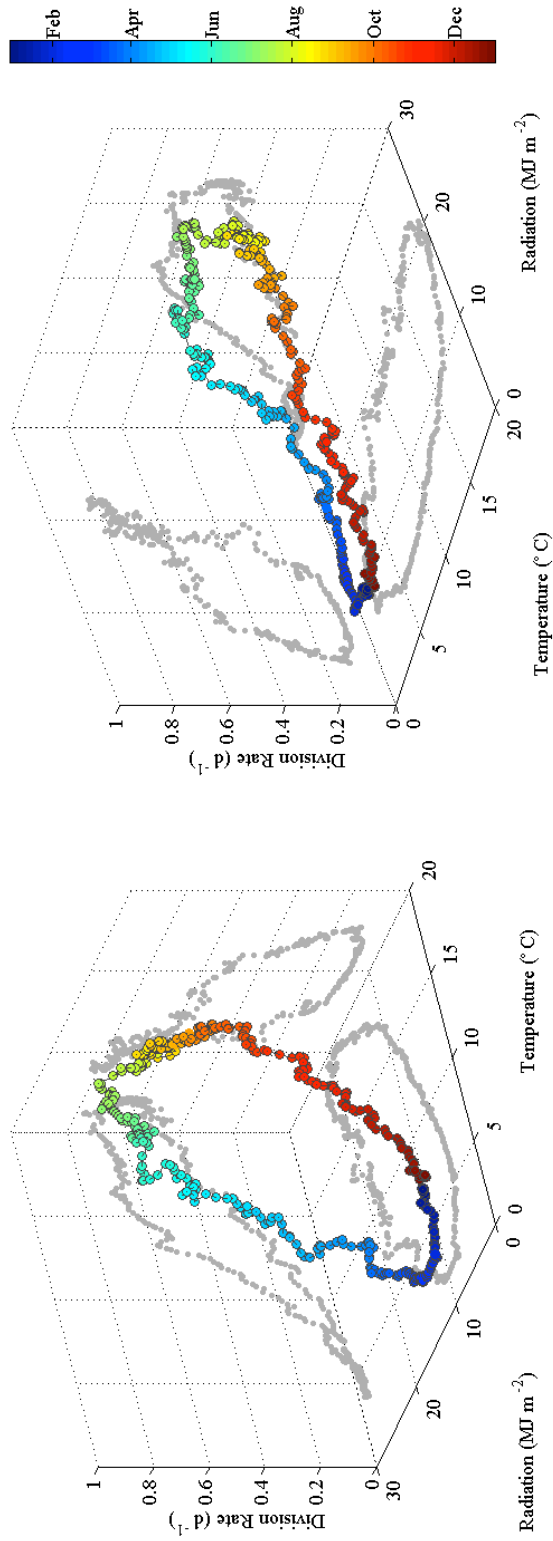 1
0.8
0.6
0.4
0.2
0
Division Rate (d⁻¹)
30
20
10
0
Radiation (MJ m⁻²)
0
5
10
15
20
Temperature (° C)
1
0.8
0.6
0.4
0.2
0
Division Rate (d⁻¹)
0
5
10
15
20
Temperature (° C)
0
10
20
30
Radiation (MJ m⁻²)
Feb
Apr
Jun
Aug
Oct
Dec